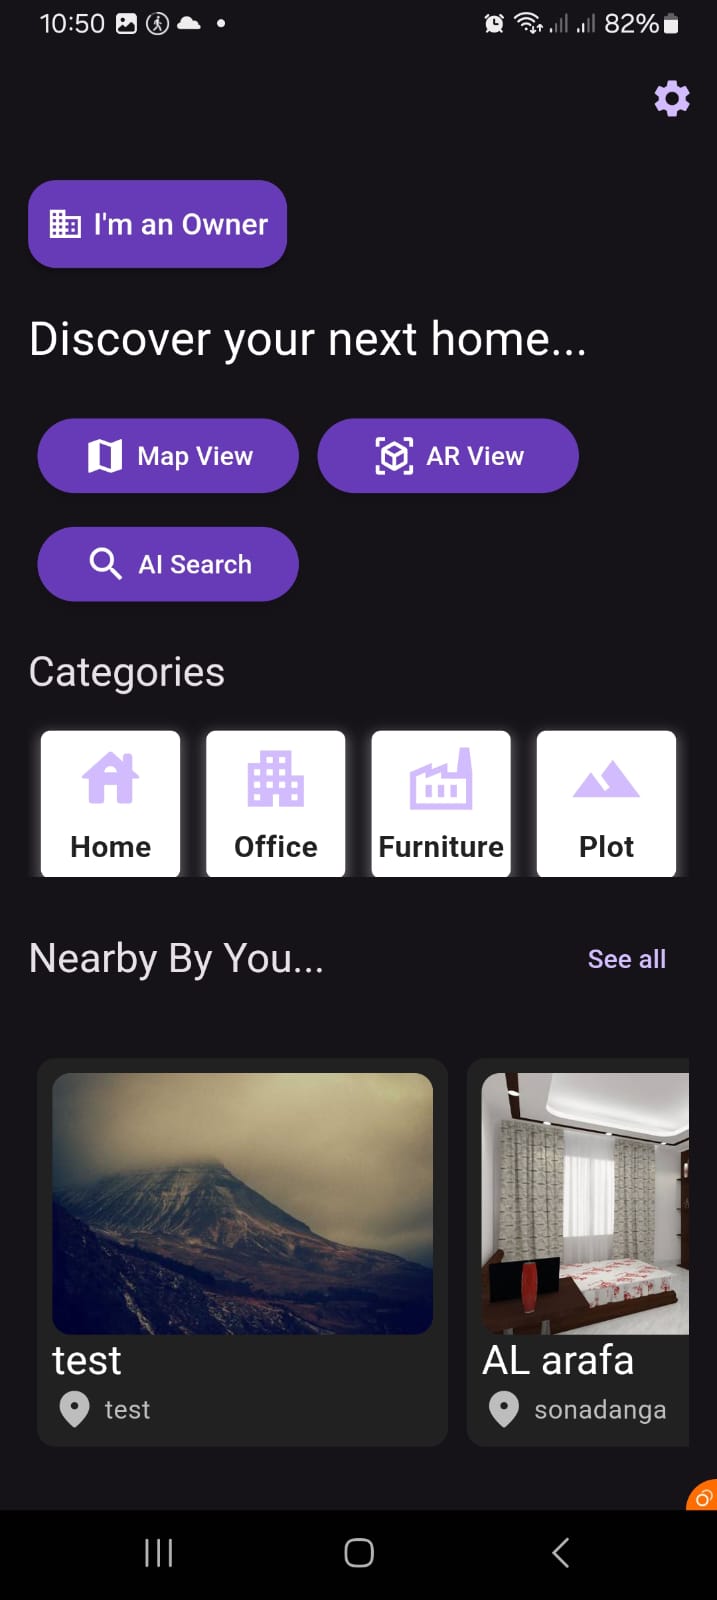 10:50 82%
I'm an Owner
Discover your next home...
Map View AR View
AI Search
Categories
Home Office Furniture Plot
Nearby By You... See all
test AL arafa
test sonadanga